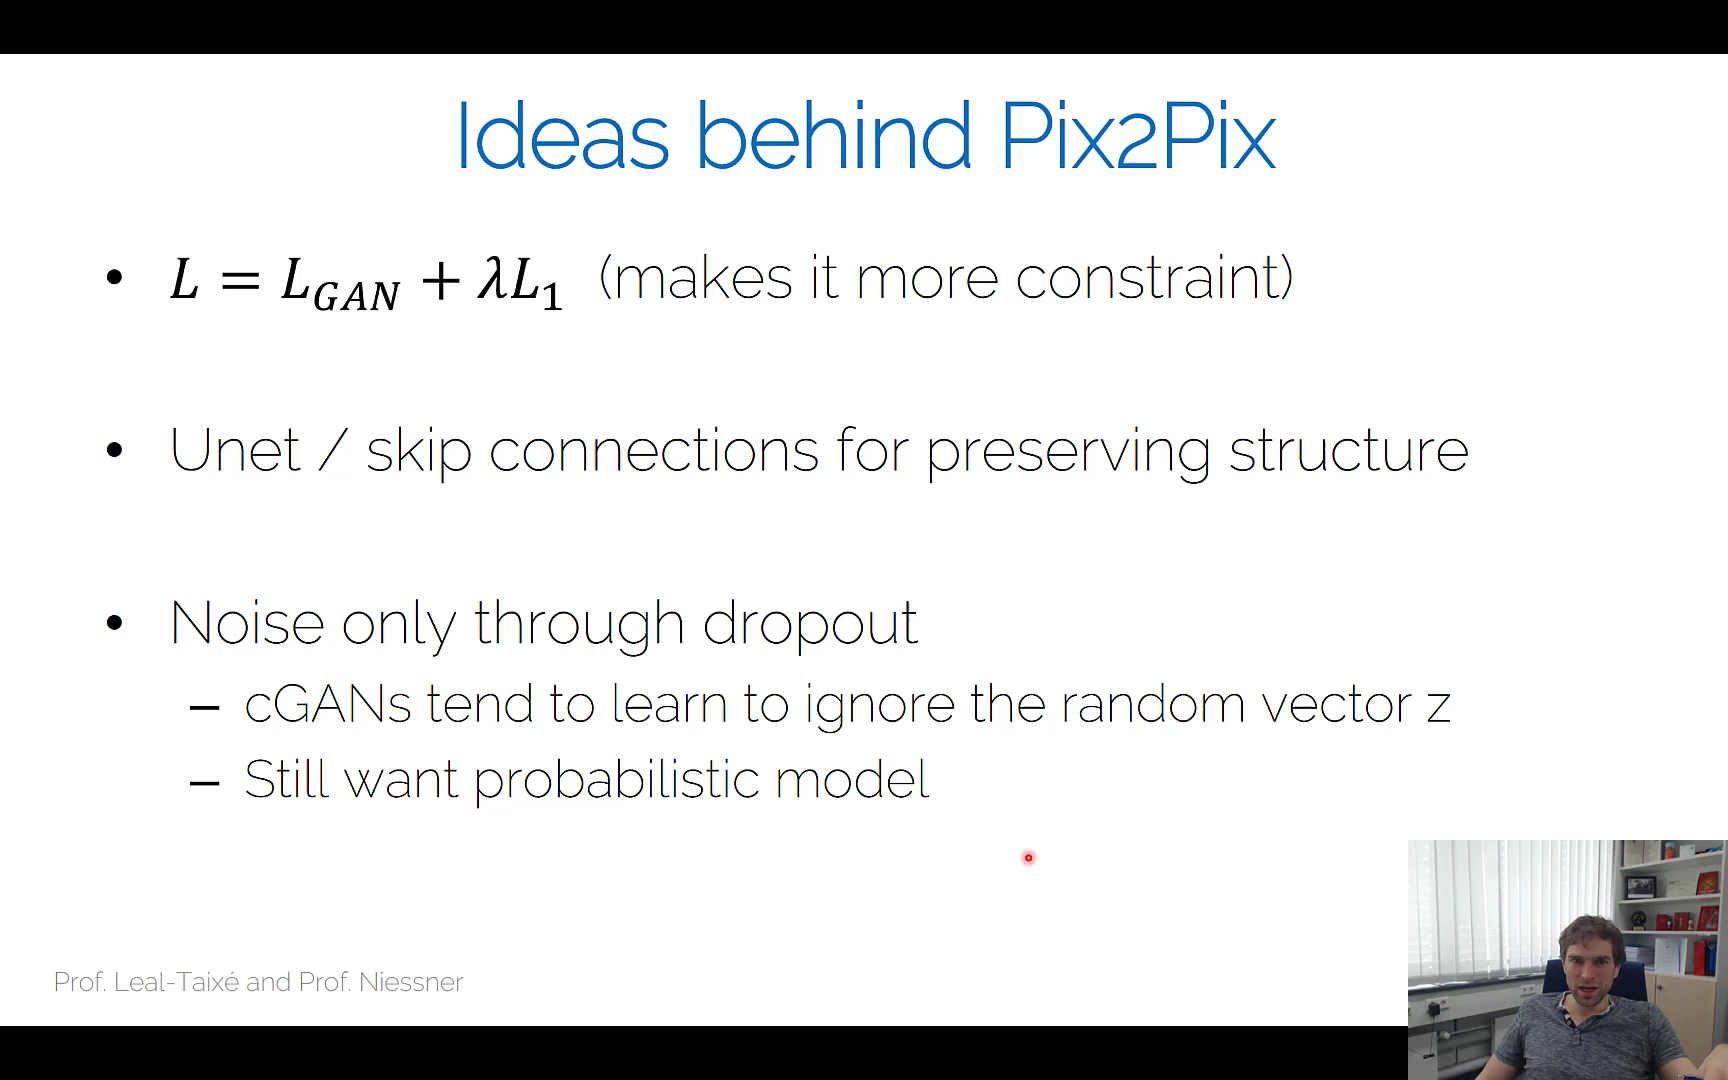 Ideas behind Pix2Pix
• L = L_GAN + λL_1 (makes it more constraint)
• Unet / skip connections for preserving structure
• Noise only through dropout
– cGANs tend to learn to ignore the random vector z
– Still want probabilistic model
Prof. Leal-Taixé and Prof. Niessner